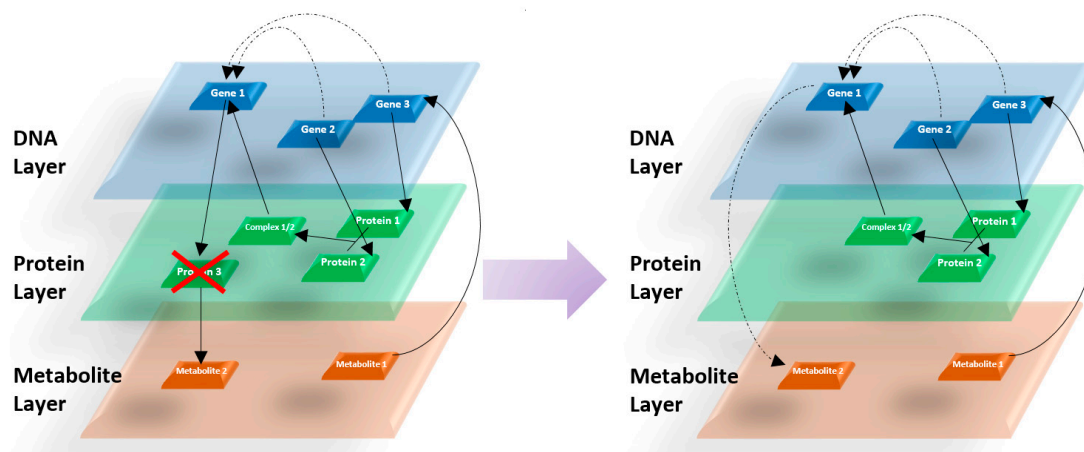 Gene 1
Gene 3
Gene 2
DNA
Layer
Protein 1
Complex 1/2
Protein 2
Protein 3
Protein
Layer
Metabolite 1
Metabolite 2
Metabolite
Layer
Gene 1
Gene 3
Gene 2
DNA
Layer
Protein 1
Complex 1/2
Protein 2
Protein
Layer
Metabolite 1
Metabolite 2
Metabolite
Layer